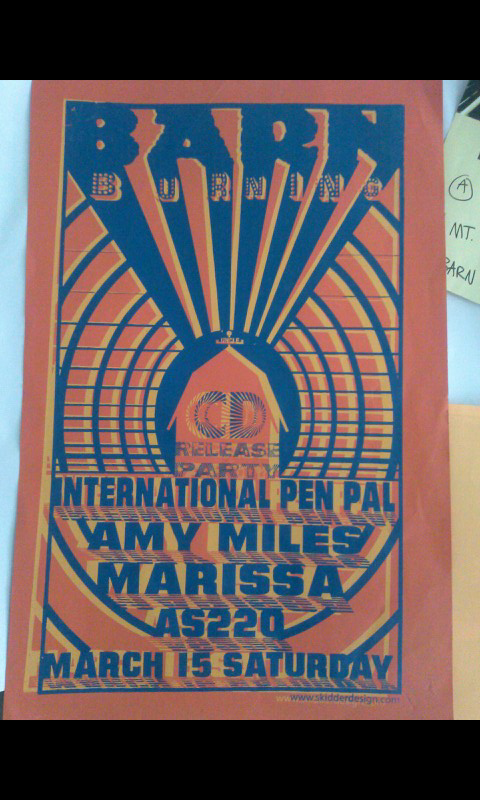 BARN
BURNING
CD
RELEASE
PARTY
INTERNATIONAL PEN PAL
AMY MILES
MARISSA
AS220
MARCH 15 SATURDAY
www.skidderdesign.com
A
MT.
BARN